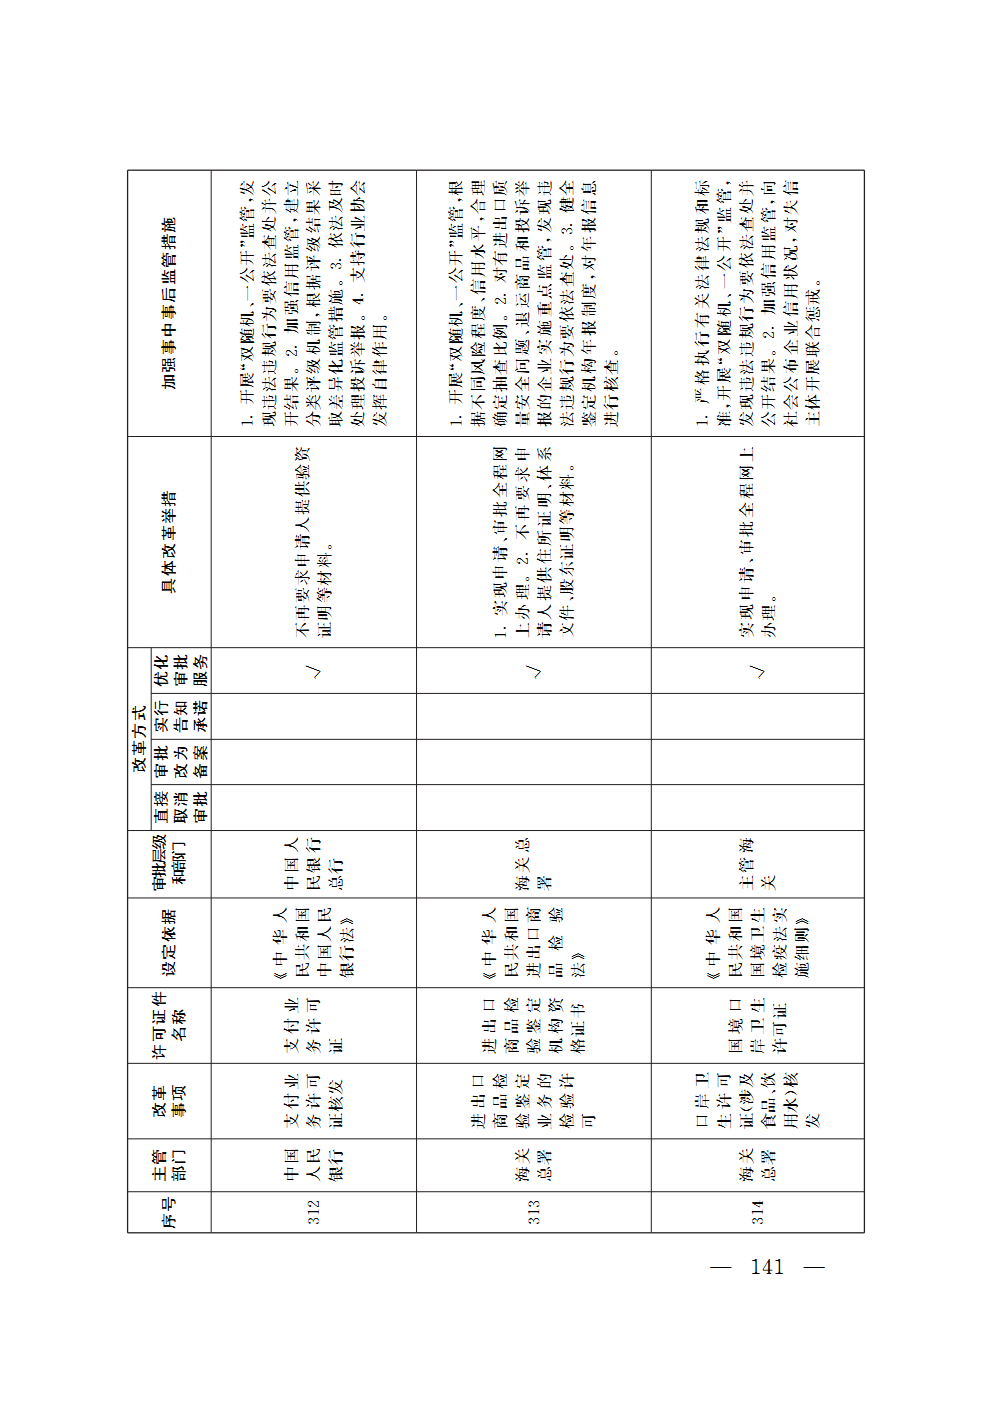 序号
主管
部门
改革
事项
许可证件
名称
设定依据
审批层级
和部门
改革方式
直接
取消
审批
审批
改为
备案
实行
告知
承诺
优化
审批
服务
具体改革举措
加强事中事后监管措施
312
中国
人民
银行
支付业
务许可
证核发
支付业
务许可
证
《中华人
民共和国
中国人民
银行法》
中国人
民银行
总行
√
不再要求申请人提供验资
证明等材料。
1. 开展“双随机、一公开”监管,发
现违法违规行为要依法查处并公
开结果。2. 加强信用监管,建立
分类评级机制,根据评级结果采
取差异化监管措施。3. 依法及时
处理投诉举报。4. 支持行业协会
发挥自律作用。
313
海关
总署
进出口
商品检
验鉴定
业务的
检验许
可
进出口
商品检
验鉴定
机构资
格证书
《中华人
民共和国
进出口商
品检验
法》
海关总
署
√
1. 实现申请、审批全程网
上办理。2. 不再要求申
请人提供住所证明、体系
文件、股东证明等材料。
1. 开展“双随机、一公开”监管,根
据不同风险程度、信用水平,合理
确定抽查比例。2. 对有进出口质
量安全问题、退运商品和投诉举
报的企业实施重点监管,发现违
法违规行为要依法查处。3. 健全
鉴定机构年报制度,对年报信息
进行核查。
314
海关
总署
口岸卫
生许可
证(涉及
食品、饮
用水)核
发
国境口
岸卫生
许可证
《中华人
民共和国
国境卫生
检疫法实
施细则》
主管海
关
√
实现申请、审批全程网上
办理。
1. 严格执行有关法律法规和标
准,开展“双随机、一公开”监管,
发现违法违规行为要依法查处并
公开结果。2. 加强信用监管,向
社会公布企业信用状况,对失信
主体开展联合惩戒。
— 141 —